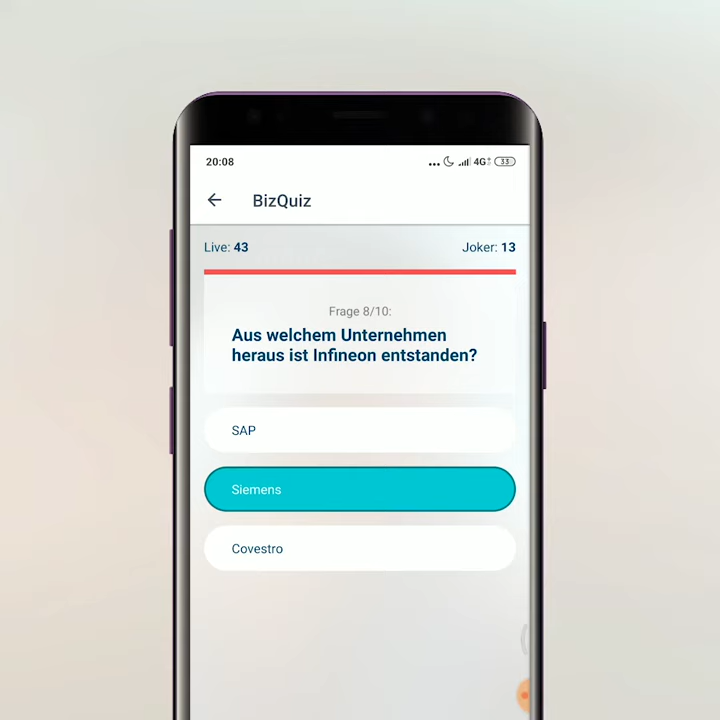 20:08
4G
33
BizQuiz
Live: 43
Joker: 13
Frage 8/10:
Aus welchem Unternehmen
heraus ist Infineon entstanden?
SAP
Siemens
Covestro